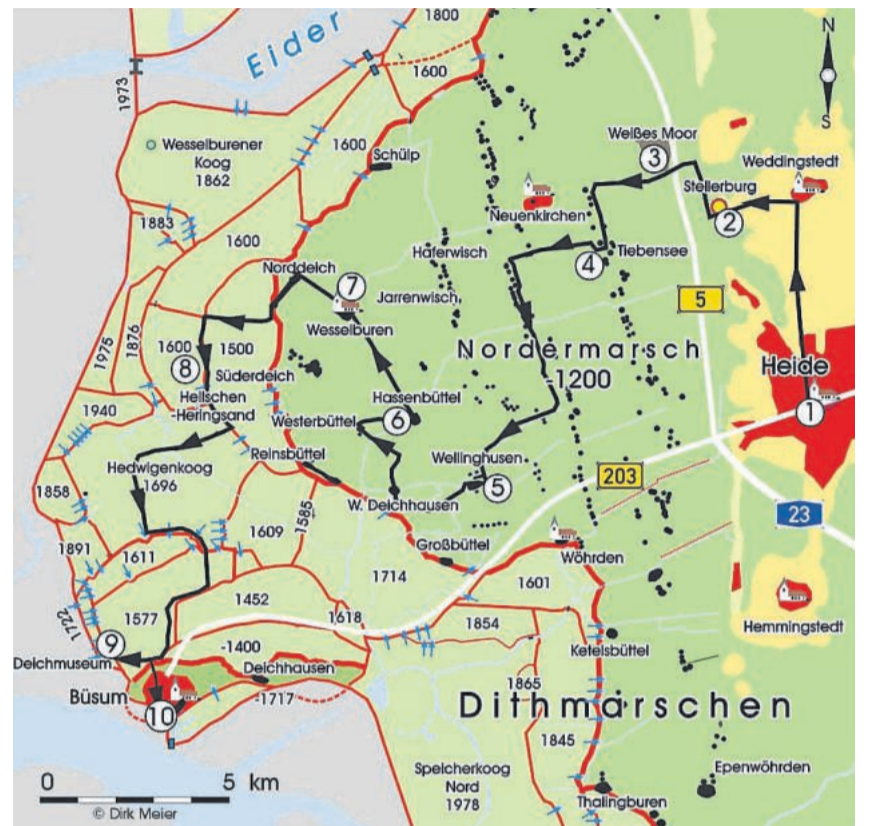 1800
N
Eider
1600
1973
S
Weißes Moor
1600
3
Wesselburener
Koog
1862
Schülp
Weddingstedt
Stellerburg
2
Neuenkirchen
1883
1600
Haferwisch
4
Tiebensee
Norddeich
7
Jarrenwisch
5
Wesselburen
1975
1876
1600
1500
Nordermarsch
-1200
8
Süderdeich
Heide
Hellschen
-Heringsand
Hassenbüttel
1
1940
Westerbüttel
6
Reinsbüttel
Wellinghusen
Hedwigenkoog
1696
203
1858
5
W. Deichhausen
1585
23
1609
Großbüttel
1891
1611
Wöhrden
1714
1601
1452
1577
1618
1854
1722
Hemmingstedt
9
-1400
Ketelsbüttel
Deichmuseum
Deichhausen
1865
Büsum
-1717
Dithmarschen
10
1845
Speicherkoog
Nord
1978
Epenwöhrden
0 5 km
Thalingburen
© Dirk Meier